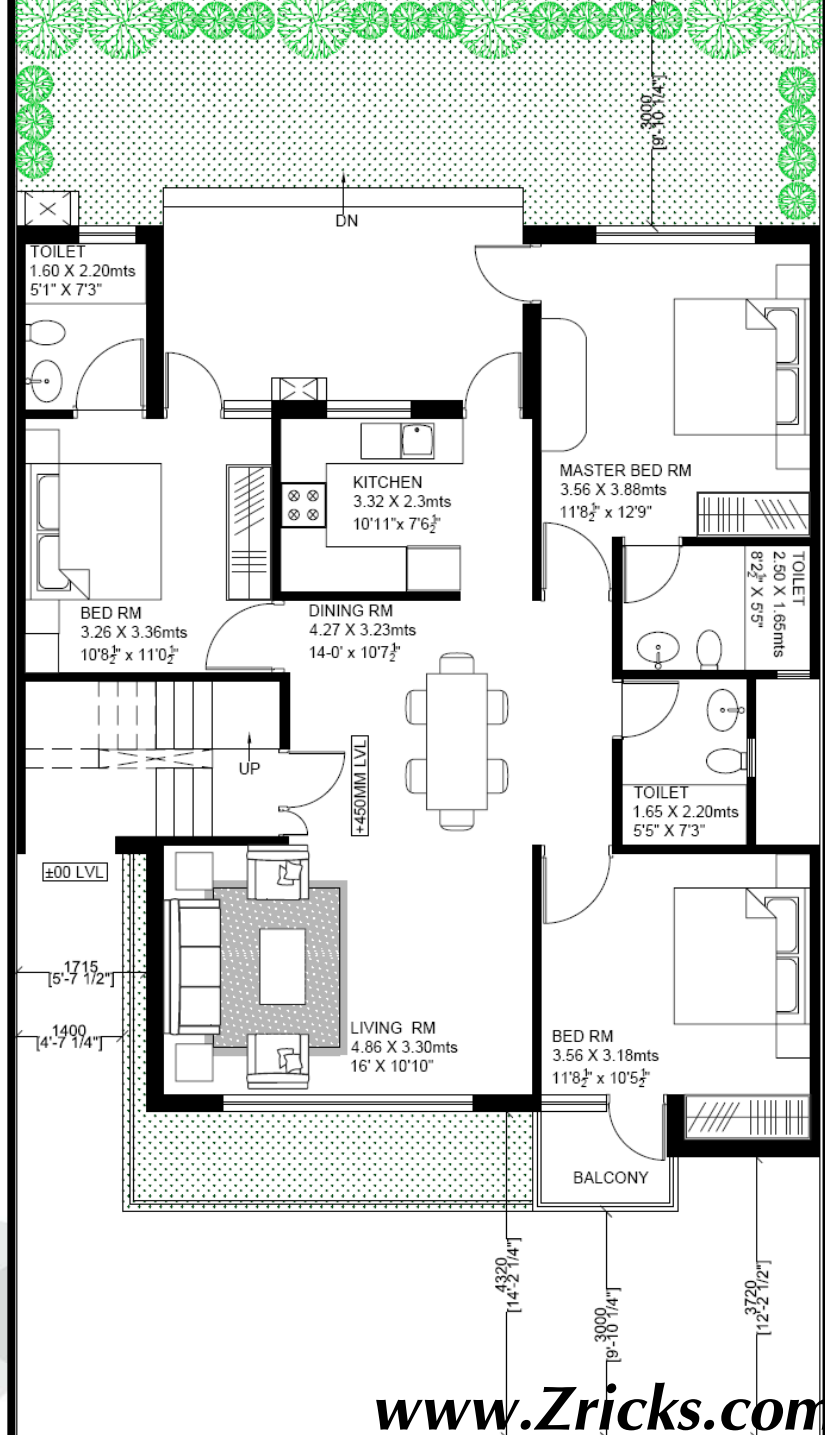 3000
[9'-10 1/4"]
DN
TOILET
1.60 X 2.20mts
5'1" X 7'3"
KITCHEN
3.32 X 2.3mts
10'11"x 7'6½"
MASTER BED RM
3.56 X 3.88mts
11'8½" x 12'9"
TOILET
2.50 X 1.65mts
8'2½" X 5'5"
BED RM
3.26 X 3.36mts
10'8½" x 11'0½"
DINING RM
4.27 X 3.23mts
14-0' x 10'7½"
UP
+450MM LVL
TOILET
1.65 X 2.20mts
5'5" X 7'3"
±00 LVL
1715
[5'-7 1/2"]
1400
[4'-7 1/4"]
LIVING RM
4.86 X 3.30mts
16' X 10'10"
BED RM
3.56 X 3.18mts
11'8½" x 10'5½"
BALCONY
4320
[14'-2 1/4"]
3000
[9'-10 1/4"]
3720
[12'-2 1/2"]
www.Zricks.com